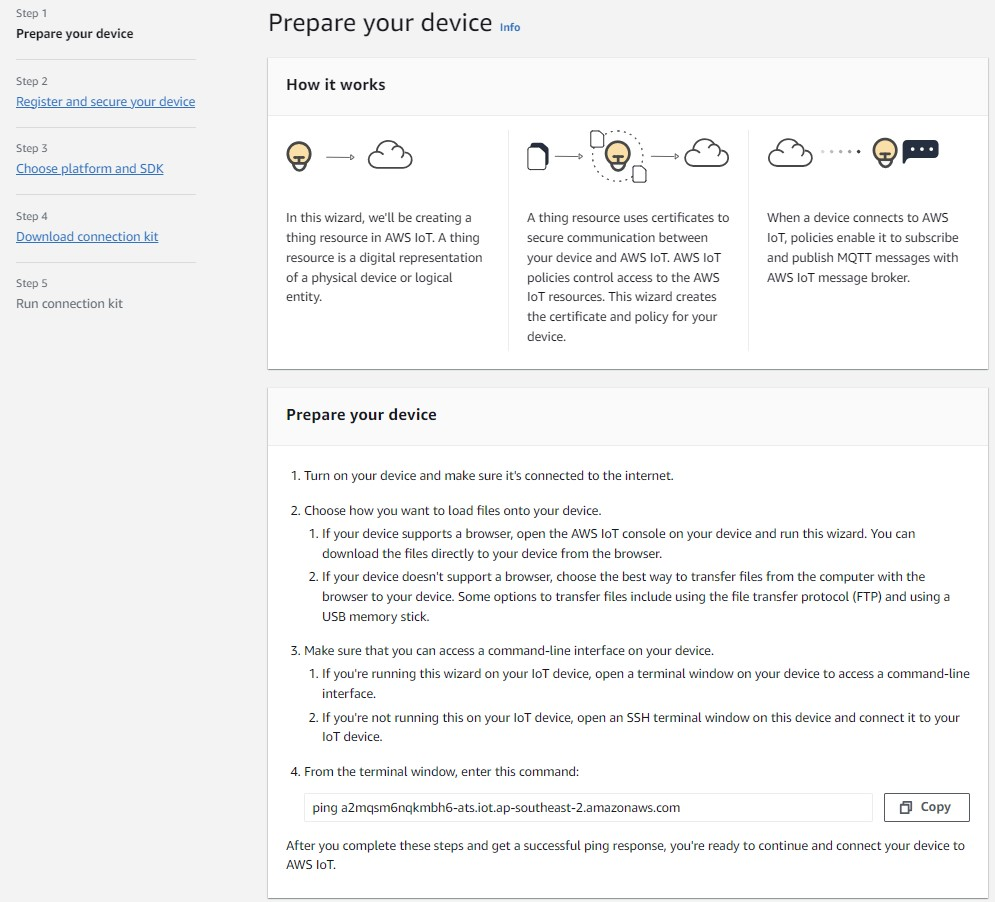 Step 1
Prepare your device
Step 2
Register and secure your device
Step 3
Choose platform and SDK
Step 4
Download connection kit
Step 5
Run connection kit
Prepare your device Info
How it works
In this wizard, we'll be creating a
thing resource in AWS IoT. A thing
resource is a digital representation
of a physical device or logical
entity.
A thing resource uses certificates to
secure communication between
your device and AWS IoT. AWS IoT
policies control access to the AWS
IoT resources. This wizard creates
the certificate and policy for your
device.
When a device connects to AWS
IoT, policies enable it to subscribe
and publish MQTT messages with
AWS IoT message broker.
Prepare your device
1. Turn on your device and make sure it's connected to the internet.
2. Choose how you want to load files onto your device.
1. If your device supports a browser, open the AWS IoT console on your device and run this wizard. You can
download the files directly to your device from the browser.
2. If your device doesn't support a browser, choose the best way to transfer files from the computer with the
browser to your device. Some options to transfer files include using the file transfer protocol (FTP) and using a
USB memory stick.
3. Make sure that you can access a command-line interface on your device.
1. If you're running this wizard on your IoT device, open a terminal window on your device to access a command-line
interface.
2. If you're not running this on your IoT device, open an SSH terminal window on this device and connect it to your
IoT device.
4. From the terminal window, enter this command:
ping a2mqsm6nqkmbh6-ats.iot.ap-southeast-2.amazonaws.com
Copy
After you complete these steps and get a successful ping response, you're ready to continue and connect your device to
AWS IoT.